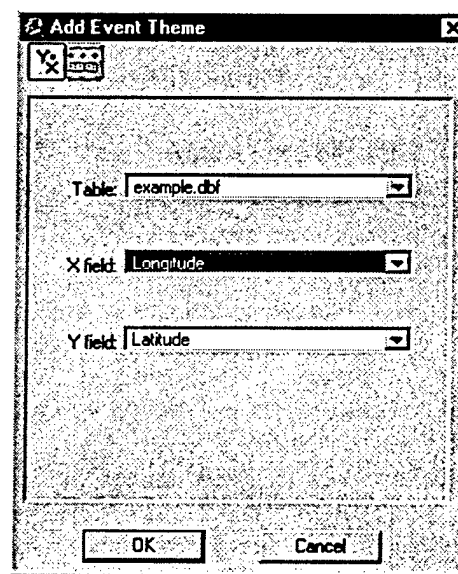 Add Event Theme
Table: example.dbf
X field: Longitude
Y field: Latitude
OK Cancel